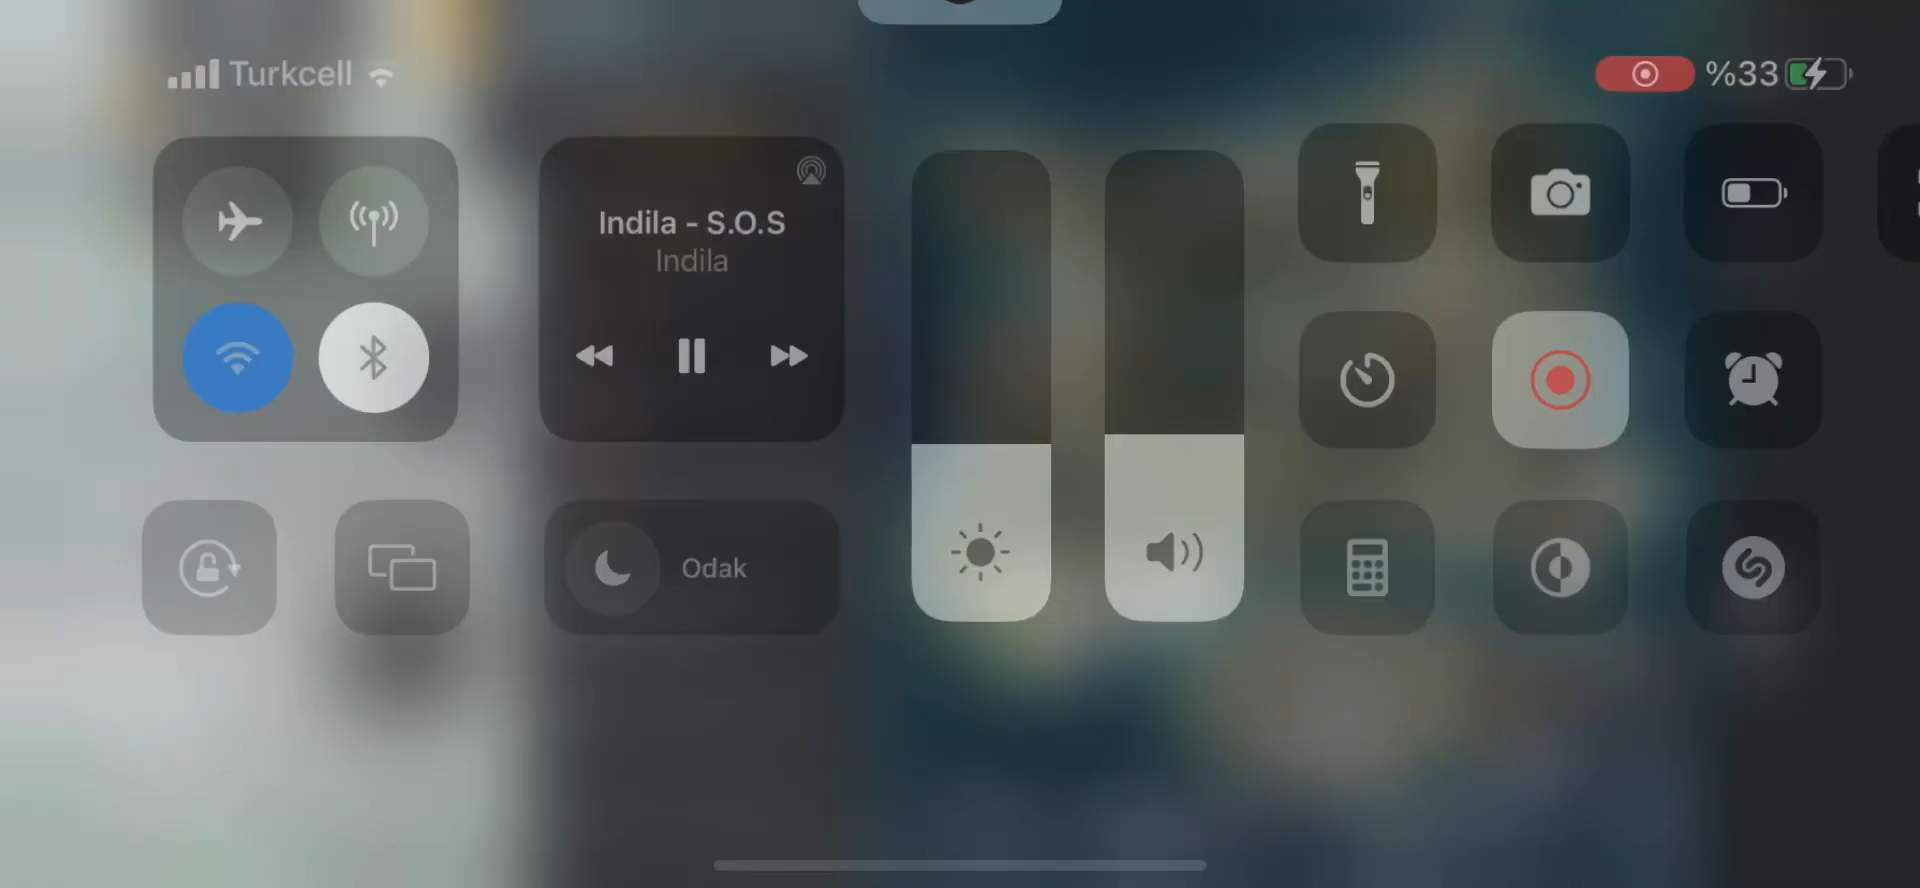 Turkcell
%33
Indila - S.O.S
Indila
Odak